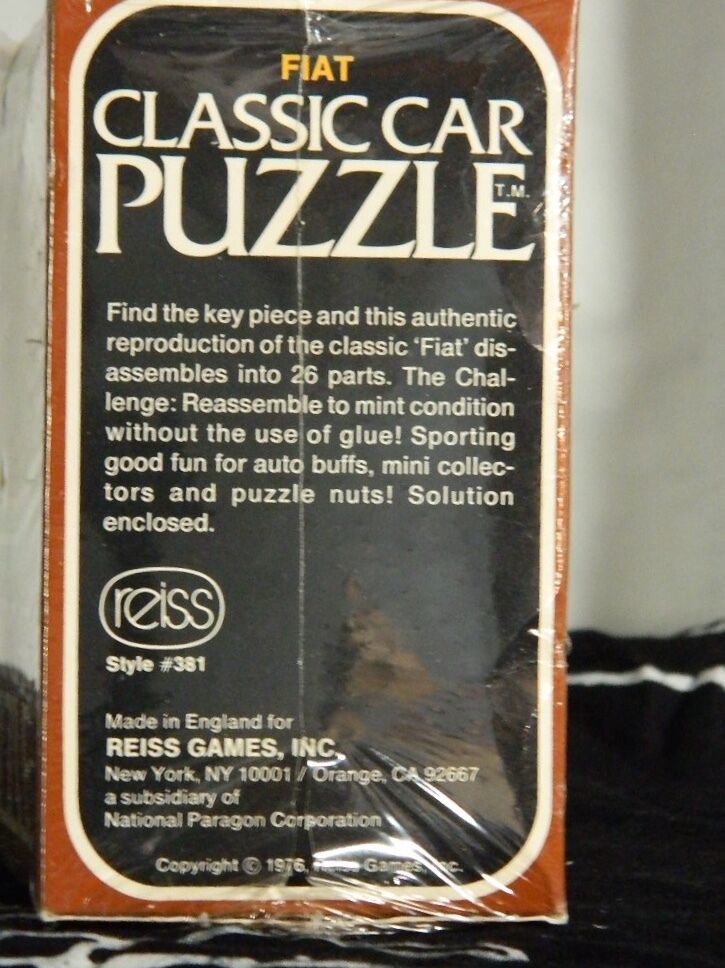 FIAT
CLASSIC CAR
PUZZLE T.M.
Find the key piece and this authentic
reproduction of the classic ‘Fiat’ dis-
assembles into 26 parts. The Chal-
lenge: Reassemble to mint condition
without the use of glue! Sporting
good fun for auto buffs, mini collec-
tors and puzzle nuts! Solution
enclosed.
reiss
Style #381
Made in England for
REISS GAMES, INC.
New York, NY 10001 / Orange, CA 92667
a subsidiary of
National Paragon Corporation
Copyright © 1976, Reiss Games, Inc.